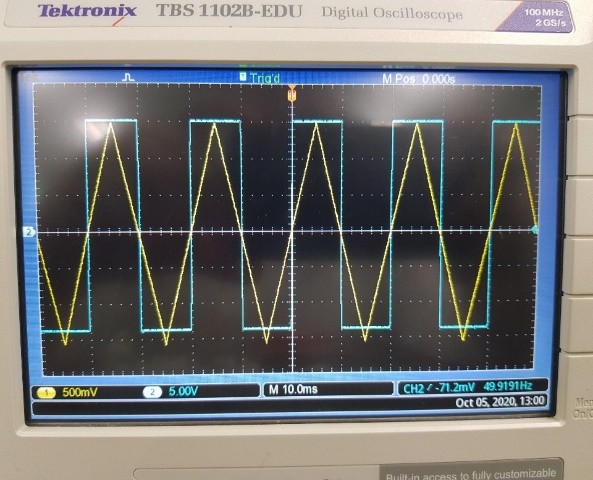 Tektronix TBS 1102B-EDU Digital Oscilloscope 100 MHz
2 GS/s
T Trig'd M Pos: 0.000s
2
1 500mV 2 5.00V M 10.0ms CH2 / -71.2mV 49.9191Hz
Oct 05, 2020, 13:00
Built-in access to fully customizable